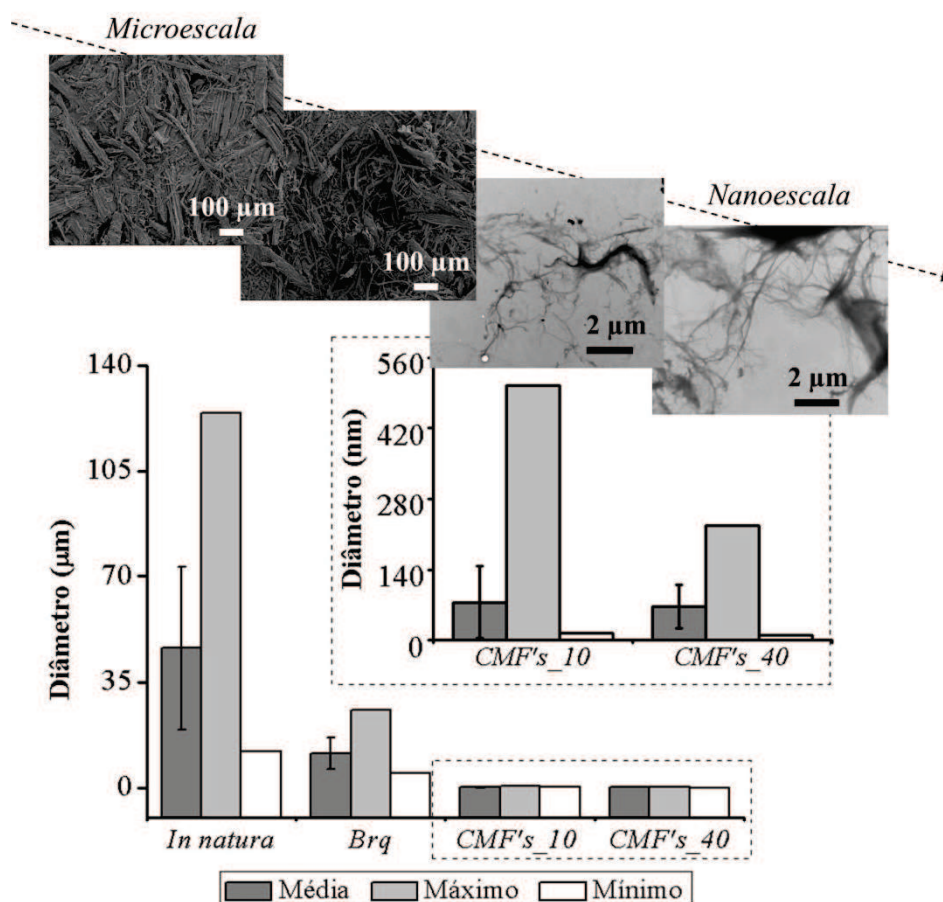 Microescala
100 µm
100 µm
Nanoescala
2 µm
2 µm
Diâmetro (nm)
560
420
280
140
0
CMF's_10 CMF's_40
Diâmetro (µm)
140
105
70
35
0
In natura Brq CMF's_10 CMF's_40
Média Máximo Mínimo